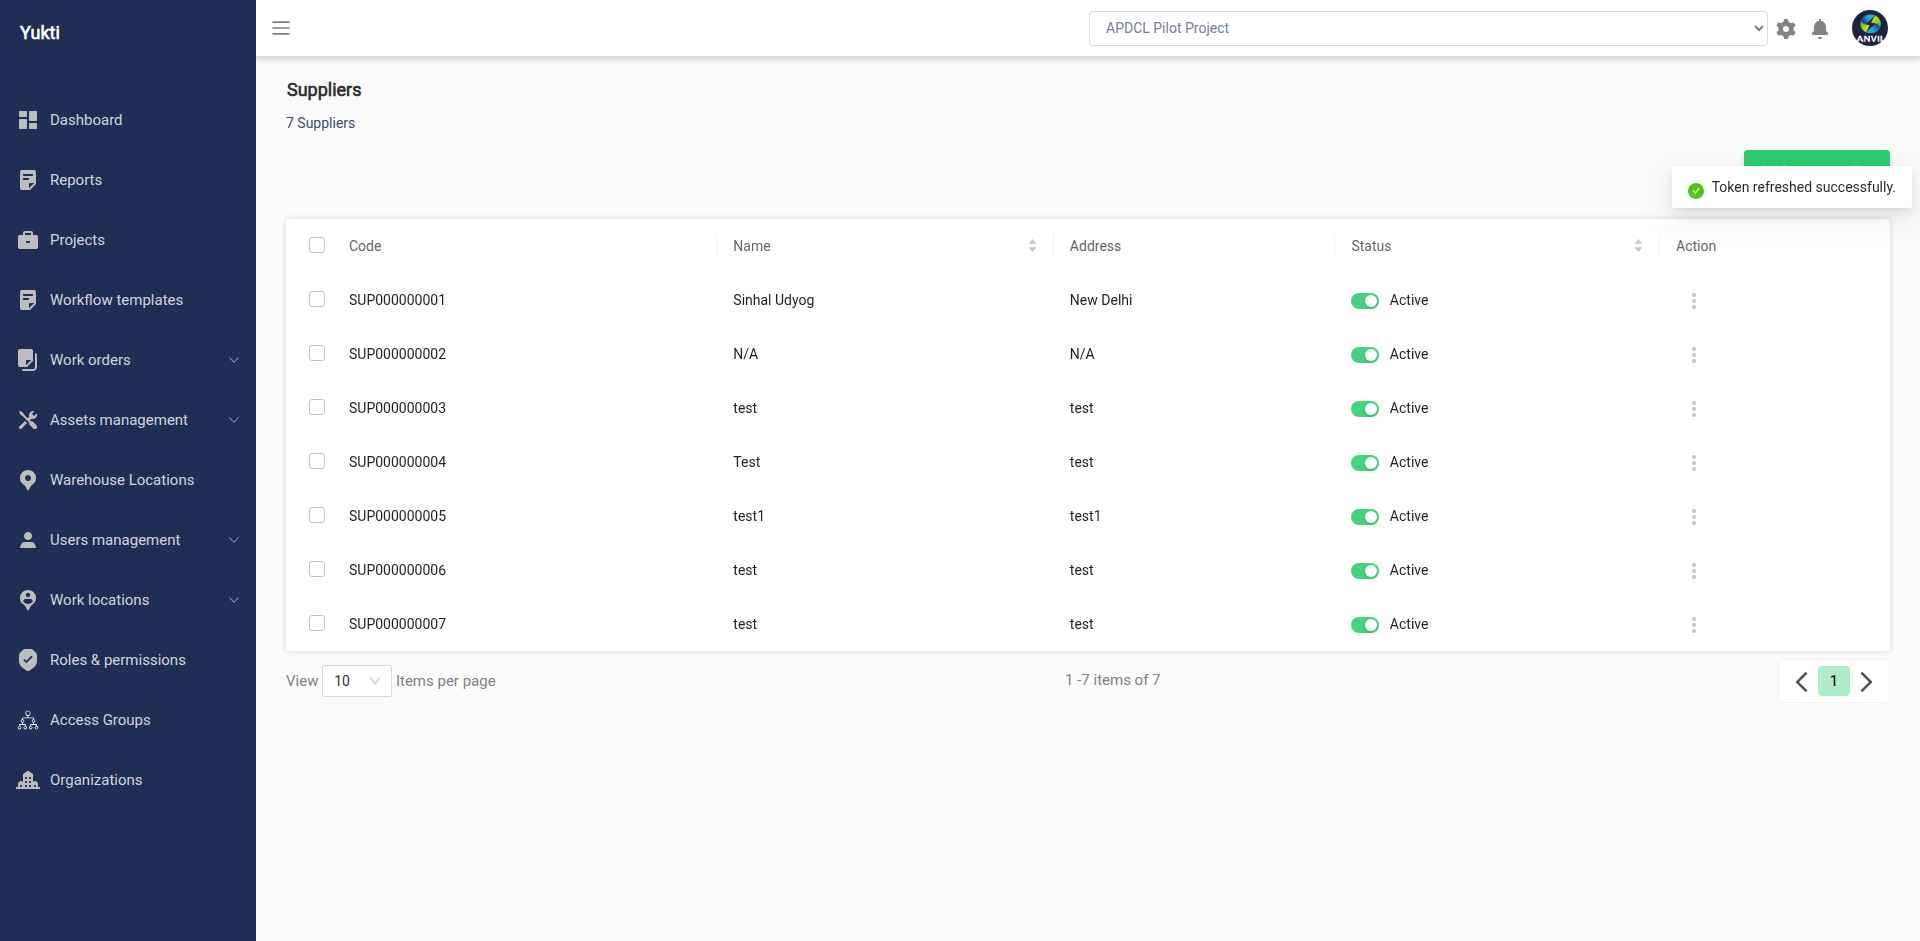 Yukti
APDCL Pilot Project
ANVI
Dashboard
Reports
Projects
Workflow templates
Work orders
Assets management
Warehouse Locations
Users management
Work locations
Roles & permissions
Access Groups
Organizations
Suppliers
7 Suppliers
Token refreshed successfully.
Code Name Address Status Action
SUP000000001 Sinhal Udyog New Delhi Active
SUP000000002 N/A N/A Active
SUP000000003 test test Active
SUP000000004 Test test Active
SUP000000005 test1 test1 Active
SUP000000006 test test Active
SUP000000007 test test Active
View 10 Items per page 1 -7 items of 7 1